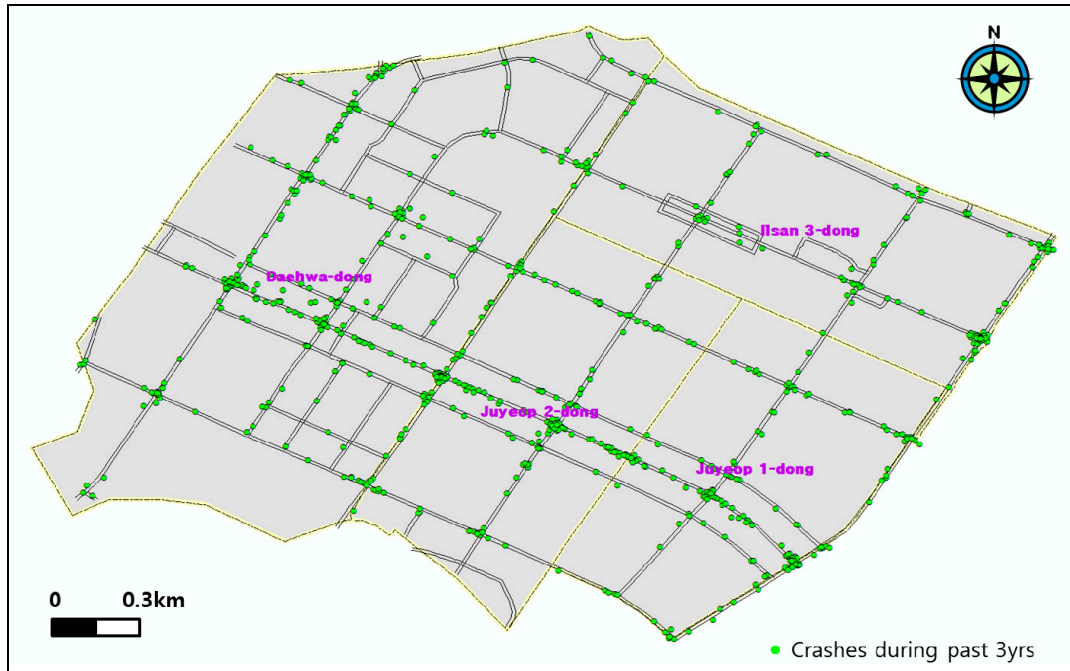 N
Ilsan 3-dong
Daehwa-dong
Juyeop 2-dong
Juyeop 1-dong
0 0.3km
Crashes during past 3yrs